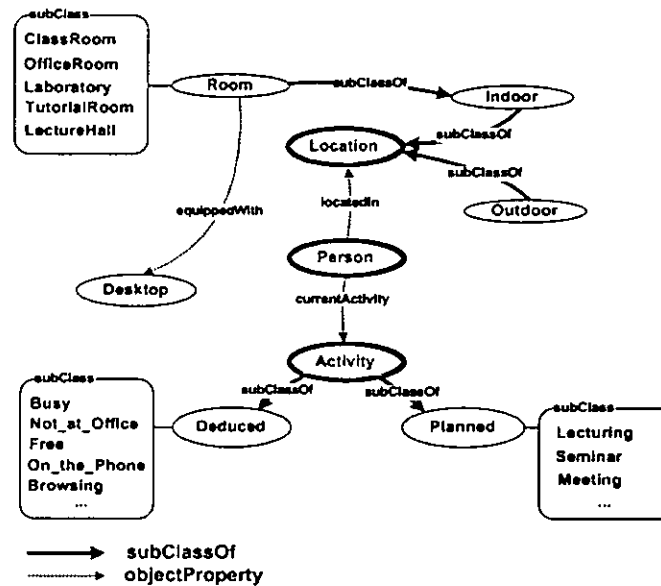 subClass
ClassRoom
OfficeRoom
Laboratory
TutorialRoom
LectureHall
Room
subClassOf
Indoor
subClassOf
Location
subClassOf
Outdoor
equippedWith
locatedIn
Desktop
Person
currentActivity
Activity
subClassOf
subClassOf
subClass
Busy
Not_at_Office
Free
On_the_Phone
Browsing
...
Deduced
Planned
subClass
Lecturing
Seminar
Meeting
...
subClassOf
objectProperty